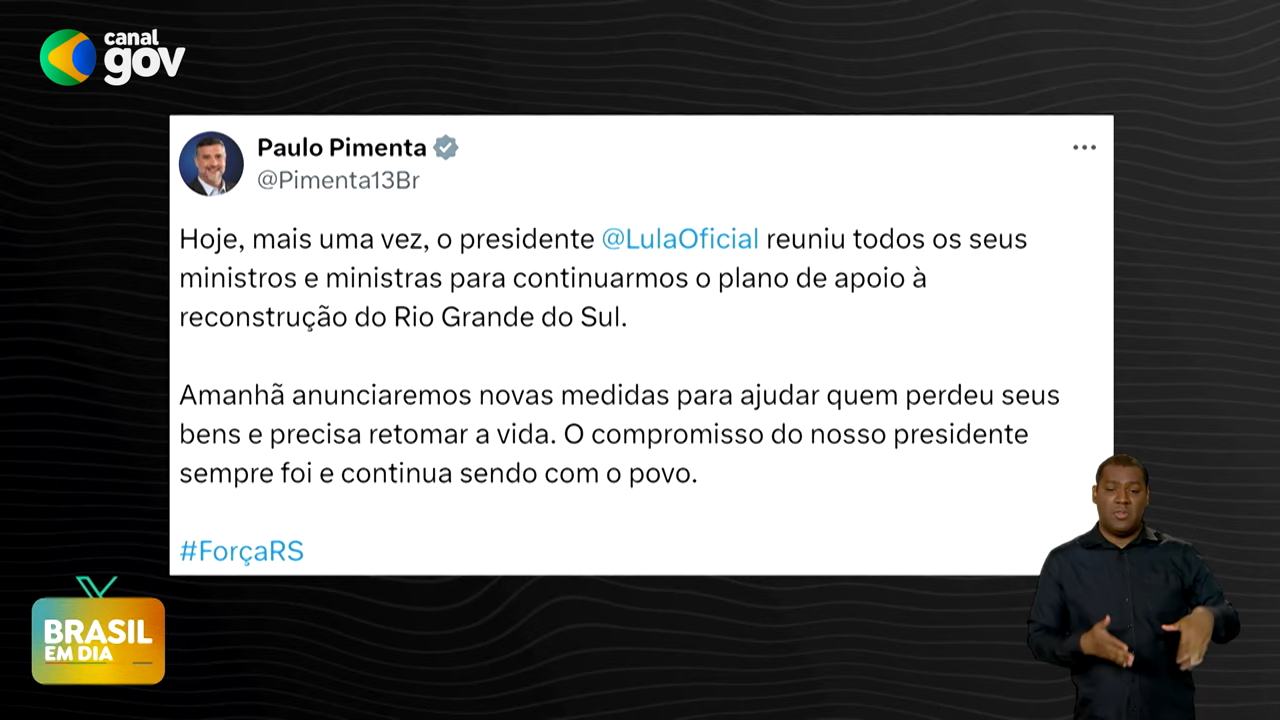 canal
gov
Paulo Pimenta
@Pimenta13Br
Hoje, mais uma vez, o presidente @LulaOficial reuniu todos os seus
ministros e ministras para continuarmos o plano de apoio à
reconstrução do Rio Grande do Sul.
Amanhã anunciaremos novas medidas para ajudar quem perdeu seus
bens e precisa retomar a vida. O compromisso do nosso presidente
sempre foi e continua sendo com o povo.
#ForçaRS
BRASIL
EM DIA